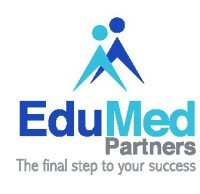 EduMed
Partners
The final step to your success